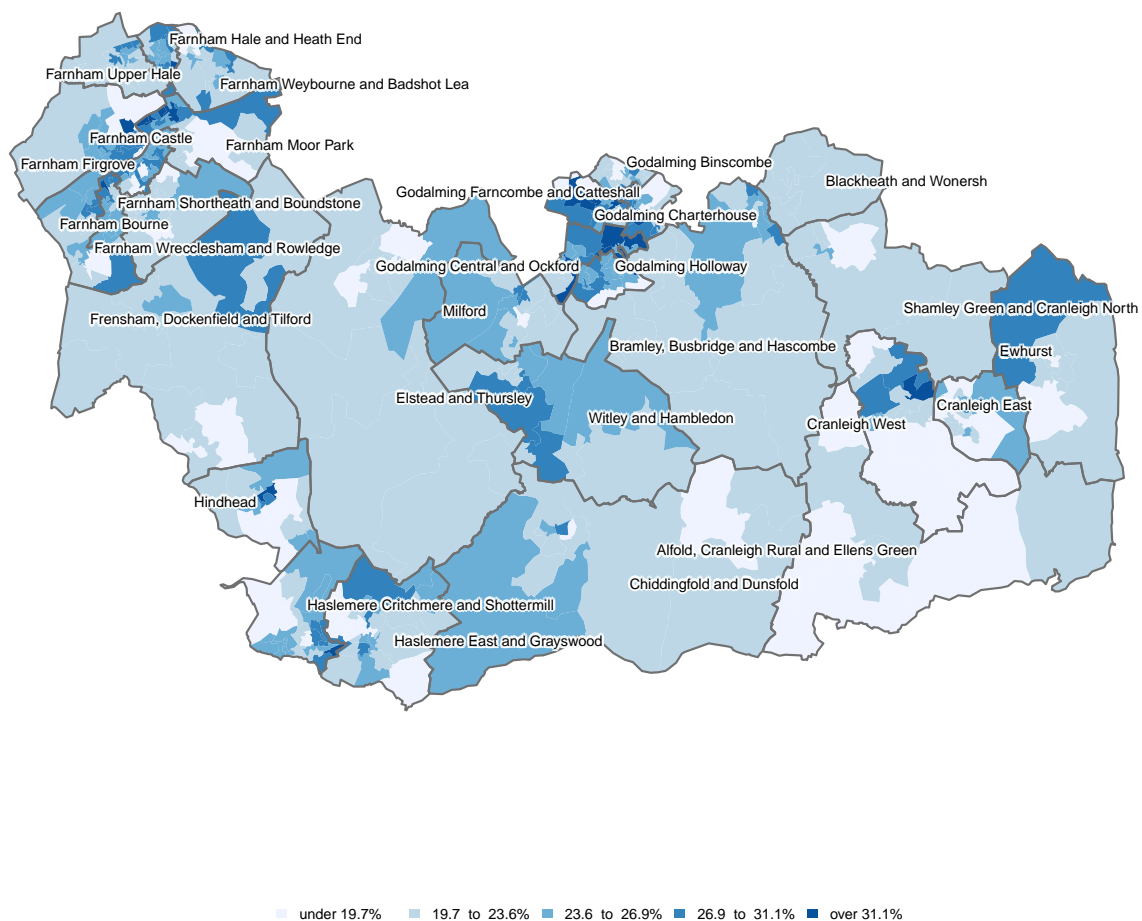 Farnham Hale and Heath End
Farnham Upper Hale
Farnham Weybourne and Badshot Lea
Farnham Castle
Farnham Moor Park
Farnham Firgrove
Godalming Binscombe
Blackheath and Wonersh
Godalming Farncombe and Catteshall
Farnham Shortheath and Boundstone
Godalming Charterhouse
Farnham Bourne
Farnham Wrecclesham and Rowledge
Godalming Central and Ockford
Godalming Holloway
Shamley Green and Cranleigh North
Milford
Frensham, Dockenfield and Tilford
Bramley, Busbridge and Hascombe
Ewhurst
Elstead and Thursley
Cranleigh East
Witley and Hambledon
Cranleigh West
Hindhead
Alfold, Cranleigh Rural and Ellens Green
Chiddingfold and Dunsfold
Haslemere Critchmere and Shottermill
Haslemere East and Grayswood
under 19.7% 19.7 to 23.6% 23.6 to 26.9% 26.9 to 31.1% over 31.1%